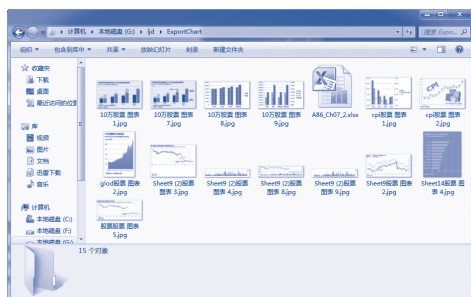 计算机 ▸ 本地磁盘 (G:) ▸ ljd ▸ ExportChart
搜索 Expo...
组织 包含到库中 共享 放映幻灯片 刻录 新建文件夹
收藏夹
下载
桌面
最近访问的位置
库
视频
图片
文档
迅雷下载
音乐
计算机
本地磁盘 (C:)
本地磁盘 (F:)
本地磁盘 (G:)
10万股票 图表 1.jpg
10万股票 图表 7.jpg
10万股票 图表 8.jpg
10万股票 图表 9.jpg
A86_Ch07_2.xlsx
cpi股票 图表 1.jpg
cpi股票 图表 2.jpg
glod股票 图表 2.jpg
Sheet9 (2)股票 图表 3.jpg
Sheet9 (2)股票 图表 4.jpg
Sheet9 (2)股票 图表 8.jpg
Sheet9 (2)股票 图表 9.jpg
Sheet9股票 图表 2.jpg
Sheet14股票 图表 4.jpg
股票股票 图表 5.jpg
15 个对象